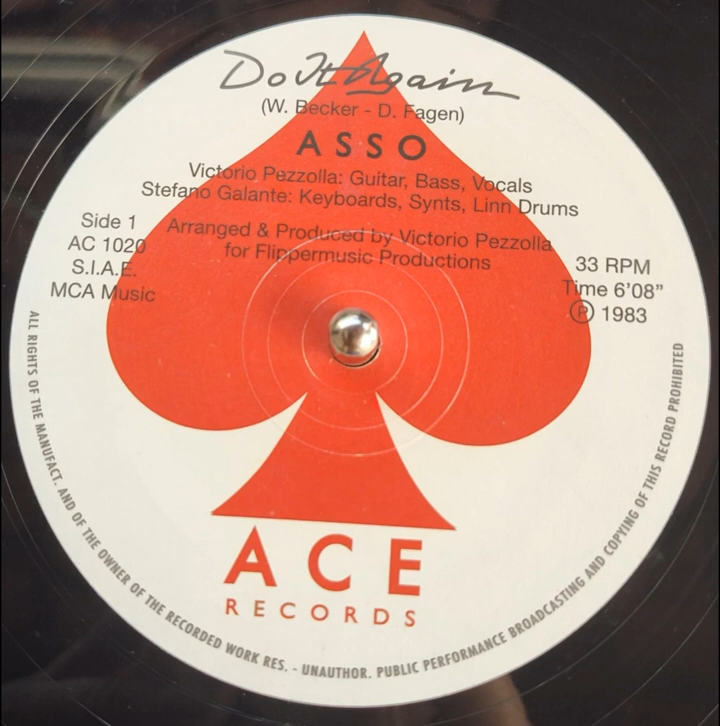 Do It Again
(W. Becker - D. Fagen)
ASSO
Victorio Pezzolla: Guitar, Bass, Vocals
Stefano Galante: Keyboards, Synts, Linn Drums
Arranged & Produced by Victorio Pezzolla
for Flippermusic Productions
Side 1
AC 1020
S.I.A.E.
MCA Music
33 RPM
Time 6'08”
Ⓟ 1983
ACE
RECORDS
ALL RIGHTS OF THE MANUFACT. AND OF THE OWNER OF THE RECORDED WORK RES. - UNAUTHOR. PUBLIC PERFORMANCE BROADCASTING AND COPYING OF THIS RECORD PROHIBITED